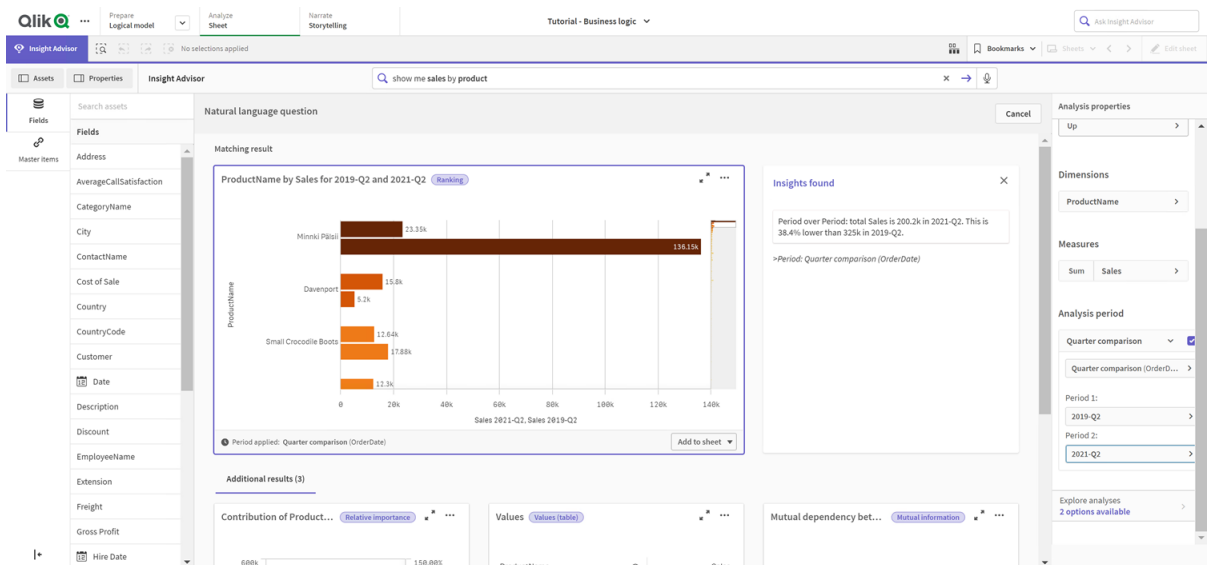 Qlik
Prepare
Logical model
Analyze
Sheet
Narrate
Storytelling
Tutorial - Business logic
Ask Insight Advisor
Insight Advisor
No selections applied
Bookmarks
Sheets
Edit sheet
Assets
Properties
Insight Advisor
show me sales by product
Fields
Master items
Search assets
Fields
Address
AverageCallSatisfaction
CategoryName
City
ContactName
Cost of Sale
Country
CountryCode
Customer
Date
Description
Discount
EmployeeName
Extension
Freight
Gross Profit
Hire Date
Natural language question
Cancel
Matching result
ProductName by Sales for 2019-Q2 and 2021-Q2 Ranking
ProductName
Minnki Pälsii
23.35k
136.15k
Davenport
15.8k
5.2k
Small Crocodile Boots
12.64k
17.88k
12.3k
0 20k 40k 60k 80k 100k 120k 140k
Sales 2021-Q2, Sales 2019-Q2
Period applied: Quarter comparison (OrderDate)
Add to sheet
Insights found
Period over Period: total Sales is 200.2k in 2021-Q2. This is
38.4% lower than 325k in 2019-Q2.
>Period: Quarter comparison (OrderDate)
Additional results (3)
Contribution of Product... Relative importance
600k
150.00%
Values Values (table)
Mutual dependency bet... Mutual information
Analysis properties
Up
Dimensions
ProductName
Measures
Sum Sales
Analysis period
Quarter comparison
Quarter comparison (OrderD...
Period 1:
2019-Q2
Period 2:
2021-Q2
Explore analyses
2 options available